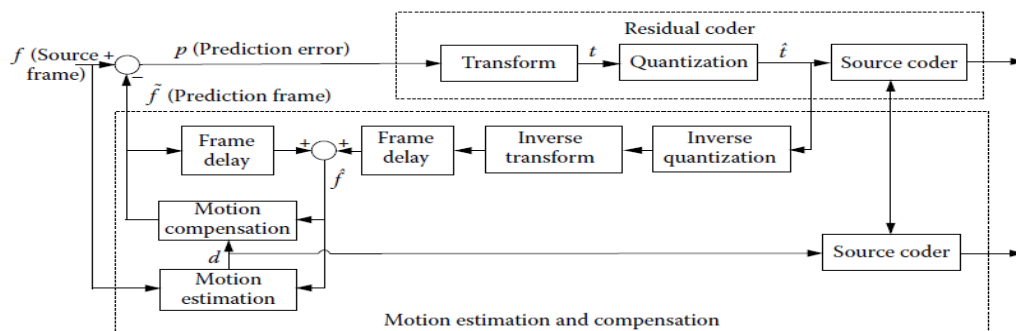 Residual coder
f (Source + frame)
p (Prediction error)
−
Transform
t
Quantization
t̂
Source coder
f̃ (Prediction frame)
Frame
delay
+
+
Frame
delay
Inverse
transform
Inverse
quantization
f̂
Motion
compensation
d
Source coder
Motion
estimation
Motion estimation and compensation